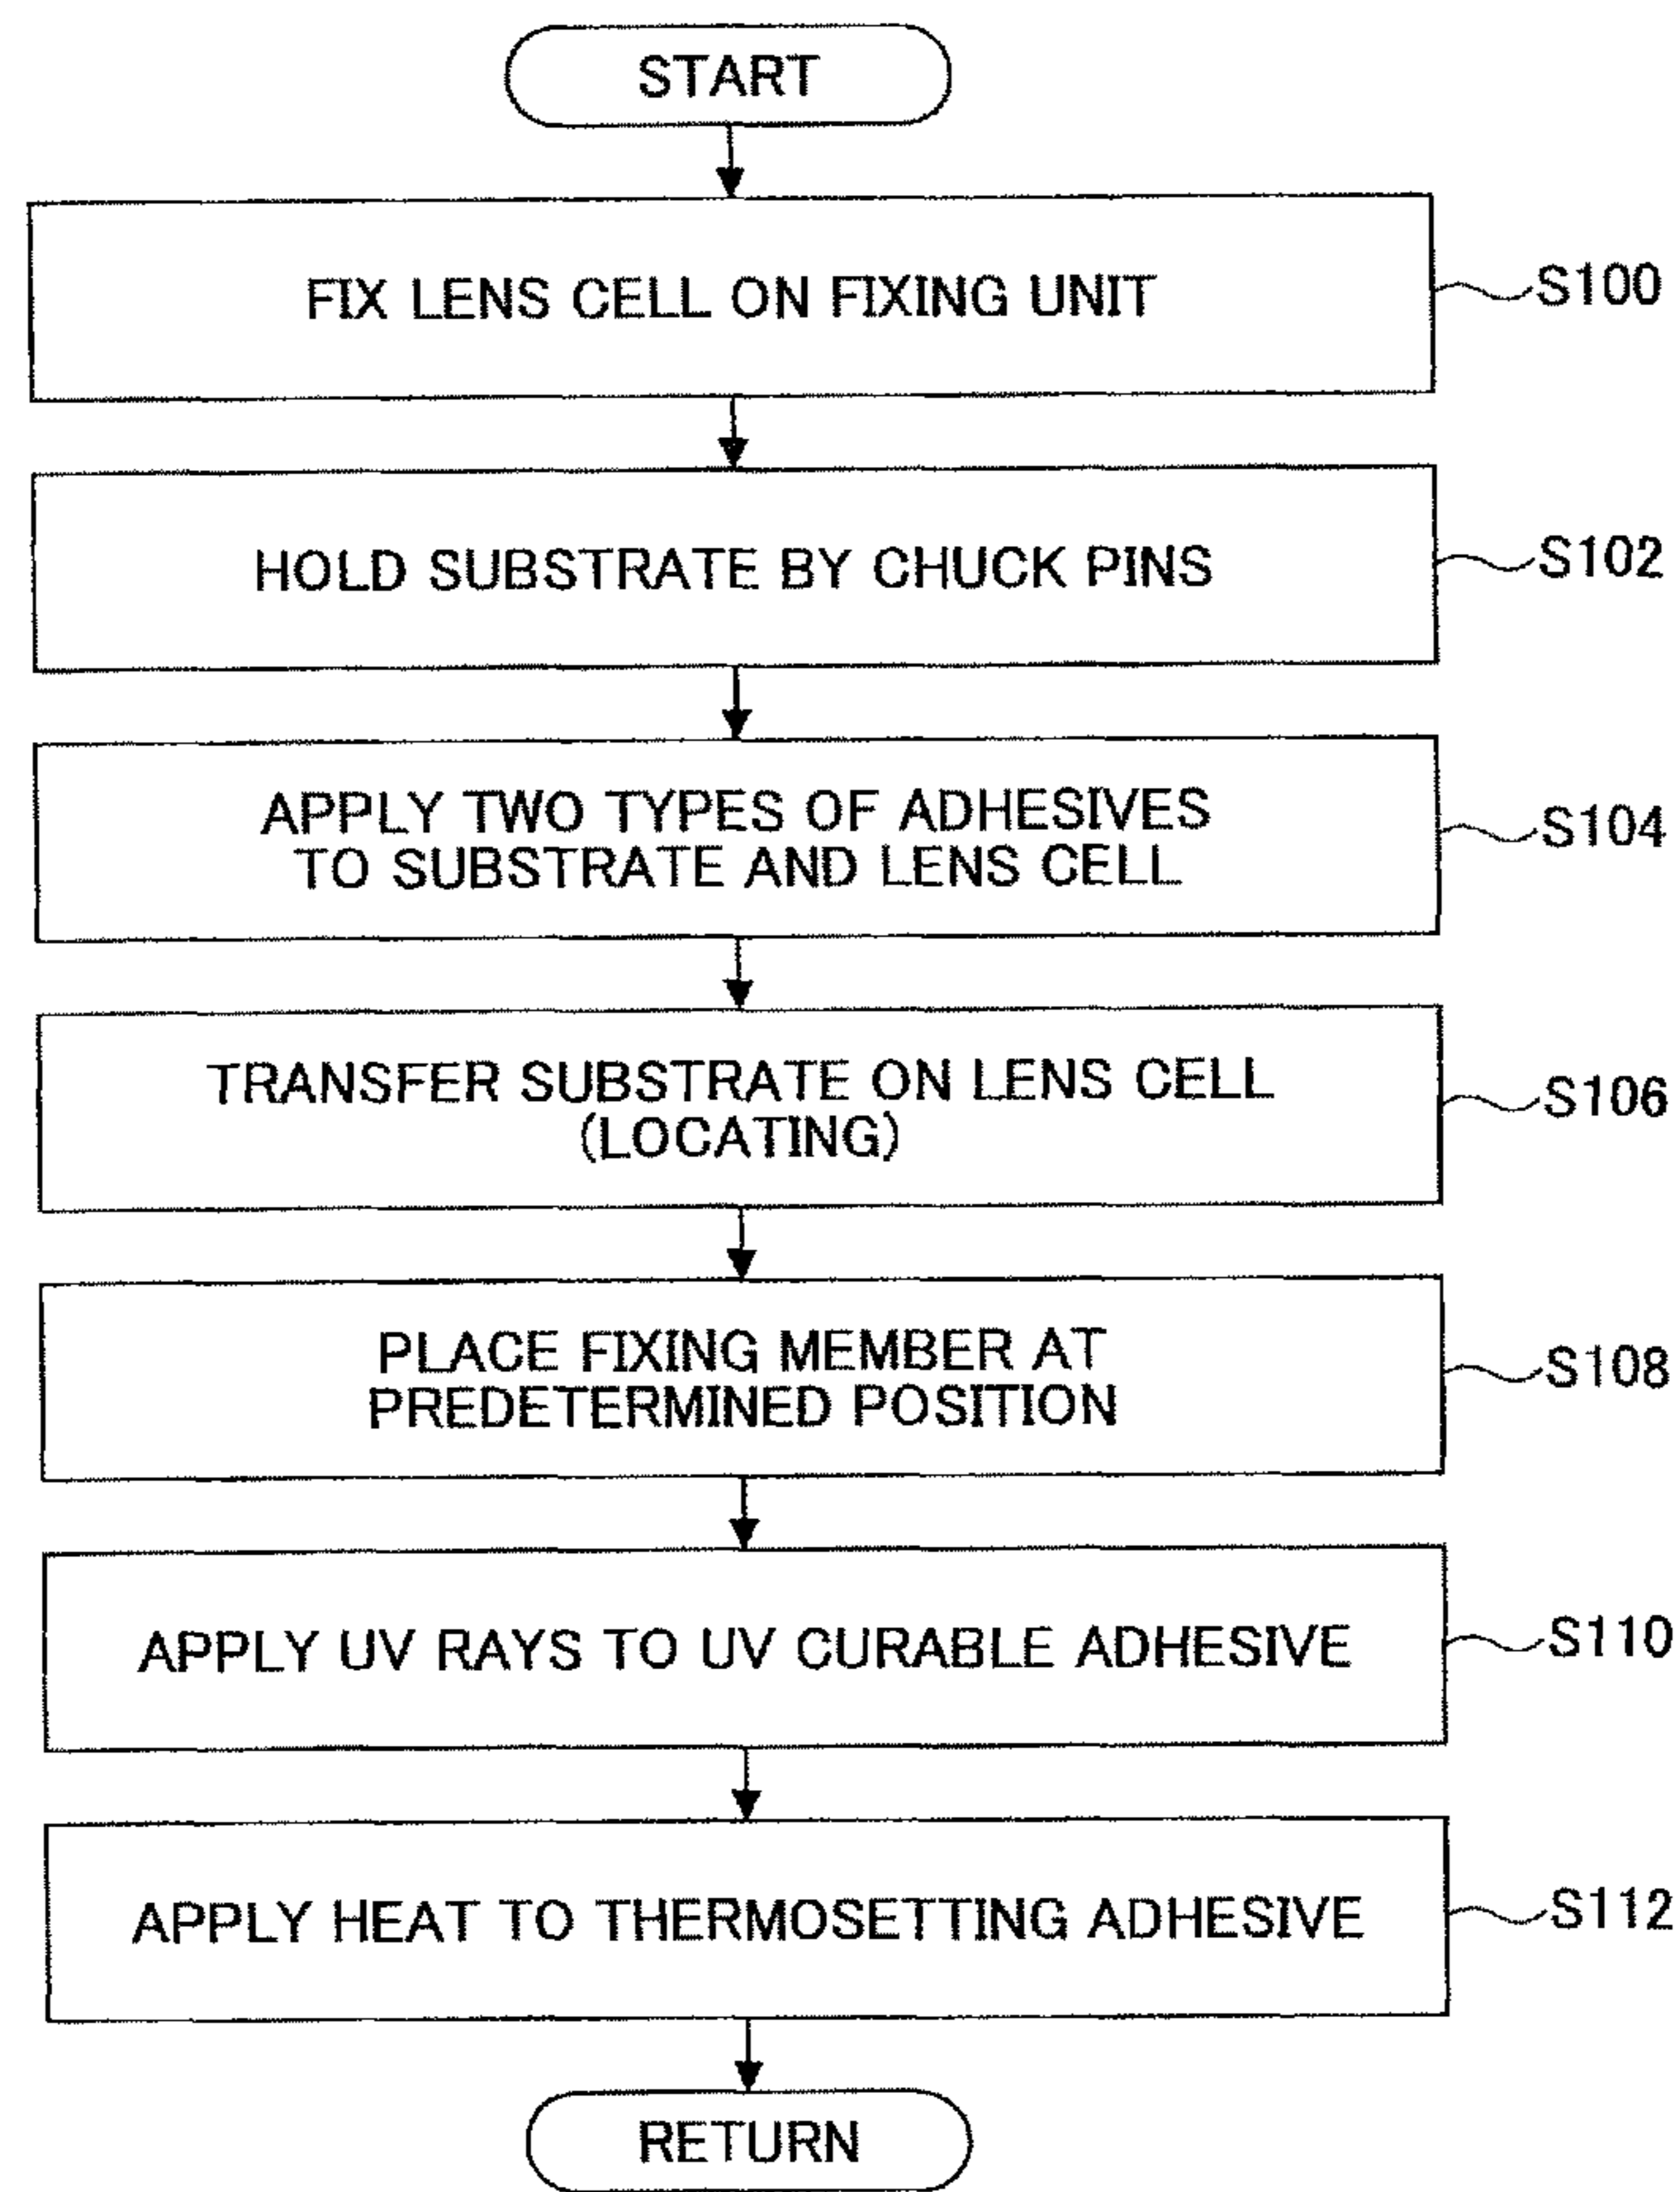 START
FIX LENS CELL ON FIXING UNIT
S100
HOLD SUBSTRATE BY CHUCK PINS
S102
APPLY TWO TYPES OF ADHESIVES
TO SUBSTRATE AND LENS CELL
S104
TRANSFER SUBSTRATE ON LENS CELL
(LOCATING)
S106
PLACE FIXING MEMBER AT
PREDETERMINED POSITION
S108
APPLY UV RAYS TO UV CURABLE ADHESIVE
S110
APPLY HEAT TO THERMOSETTING ADHESIVE
S112
RETURN